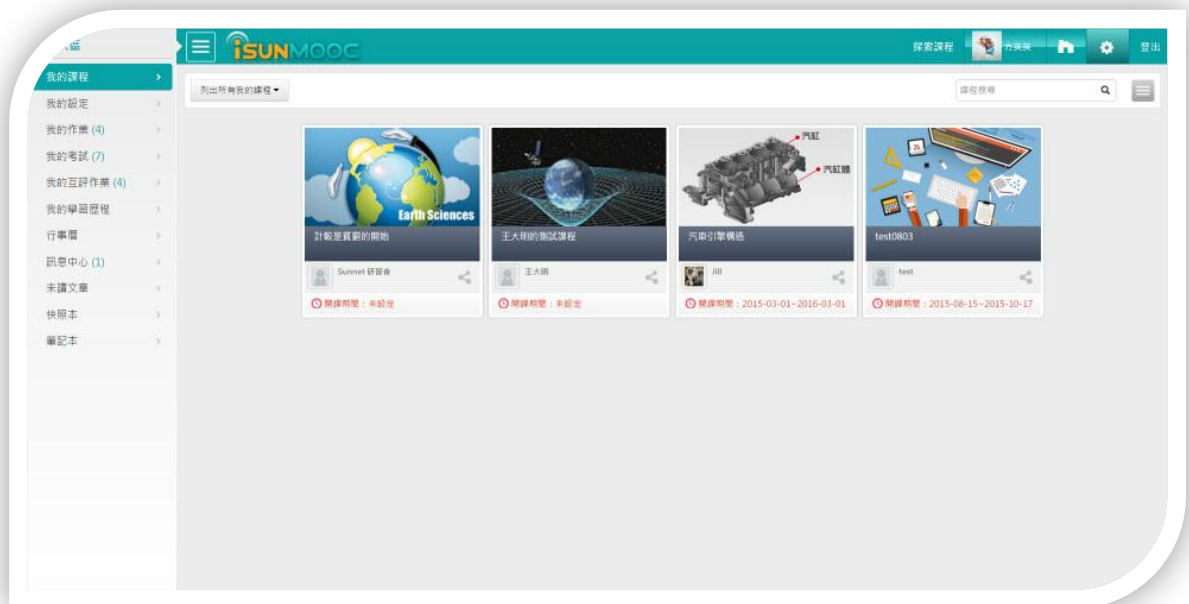 iSUNMOOC
探索課程
方英英
登出
我的課程
我的設定
我的作業 (4)
我的考試 (7)
我的互評作業 (4)
我的學習歷程
行事曆
訊息中心 (1)
未讀文章
快照本
筆記本
列出所有我的課程
課程搜尋
Earth Sciences
計較是貧窮的開始
Sunnet 研習會
開課期間：未設定
王大明的測試課程
王大明
開課期間：未設定
汽缸
汽缸體
汽車引擎構造
Jill
開課期間：2015-03-01~2016-03-01
test0803
test
開課期間：2015-08-15~2015-10-17